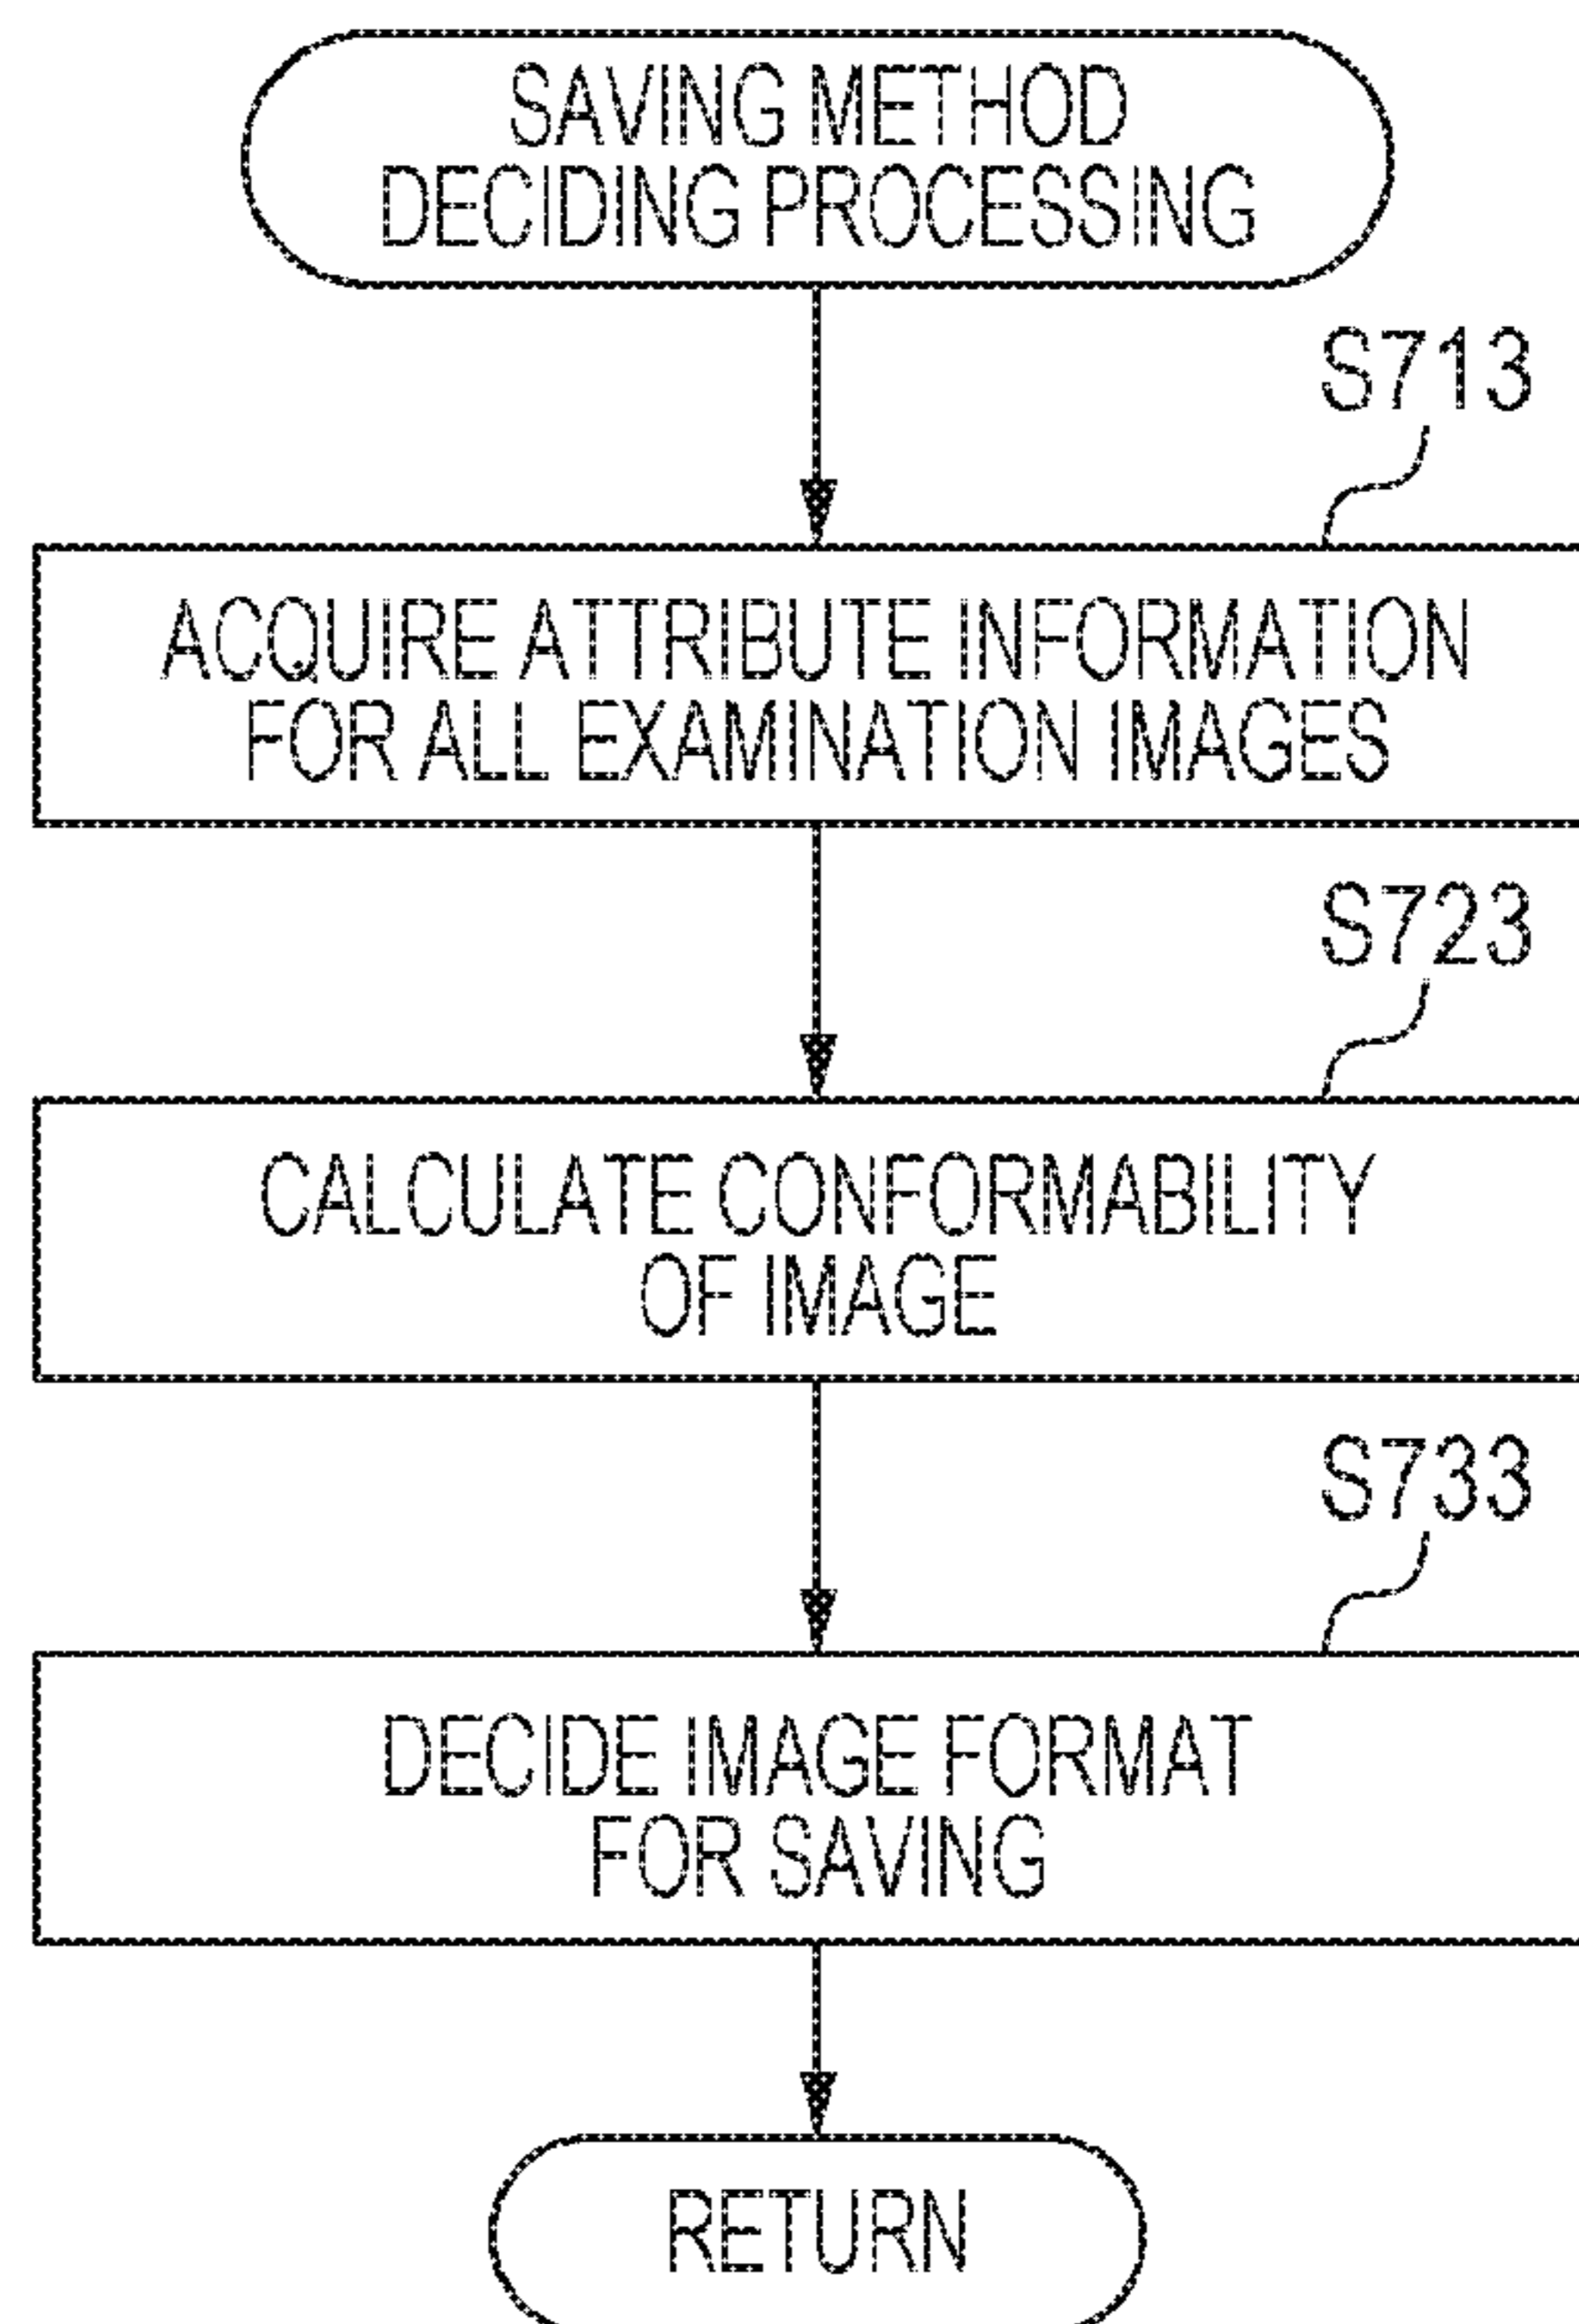 SAVING METHOD
DECIDING PROCESSING
S713
ACQUIRE ATTRIBUTE INFORMATION
FOR ALL EXAMINATION IMAGES
S723
CALCULATE CONFORMABILITY
OF IMAGE
S733
DECIDE IMAGE FORMAT
FOR SAVING
RETURN